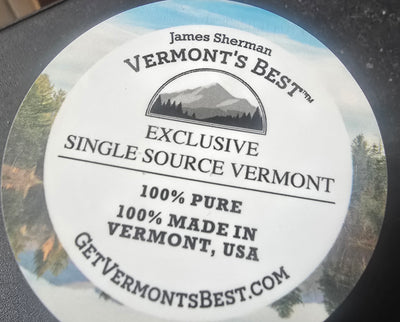 James Sherman
VERMONT'S BEST™
EXCLUSIVE
SINGLE SOURCE VERMONT
100% PURE
100% MADE IN
VERMONT, USA
GETVERMONTSBEST.COM